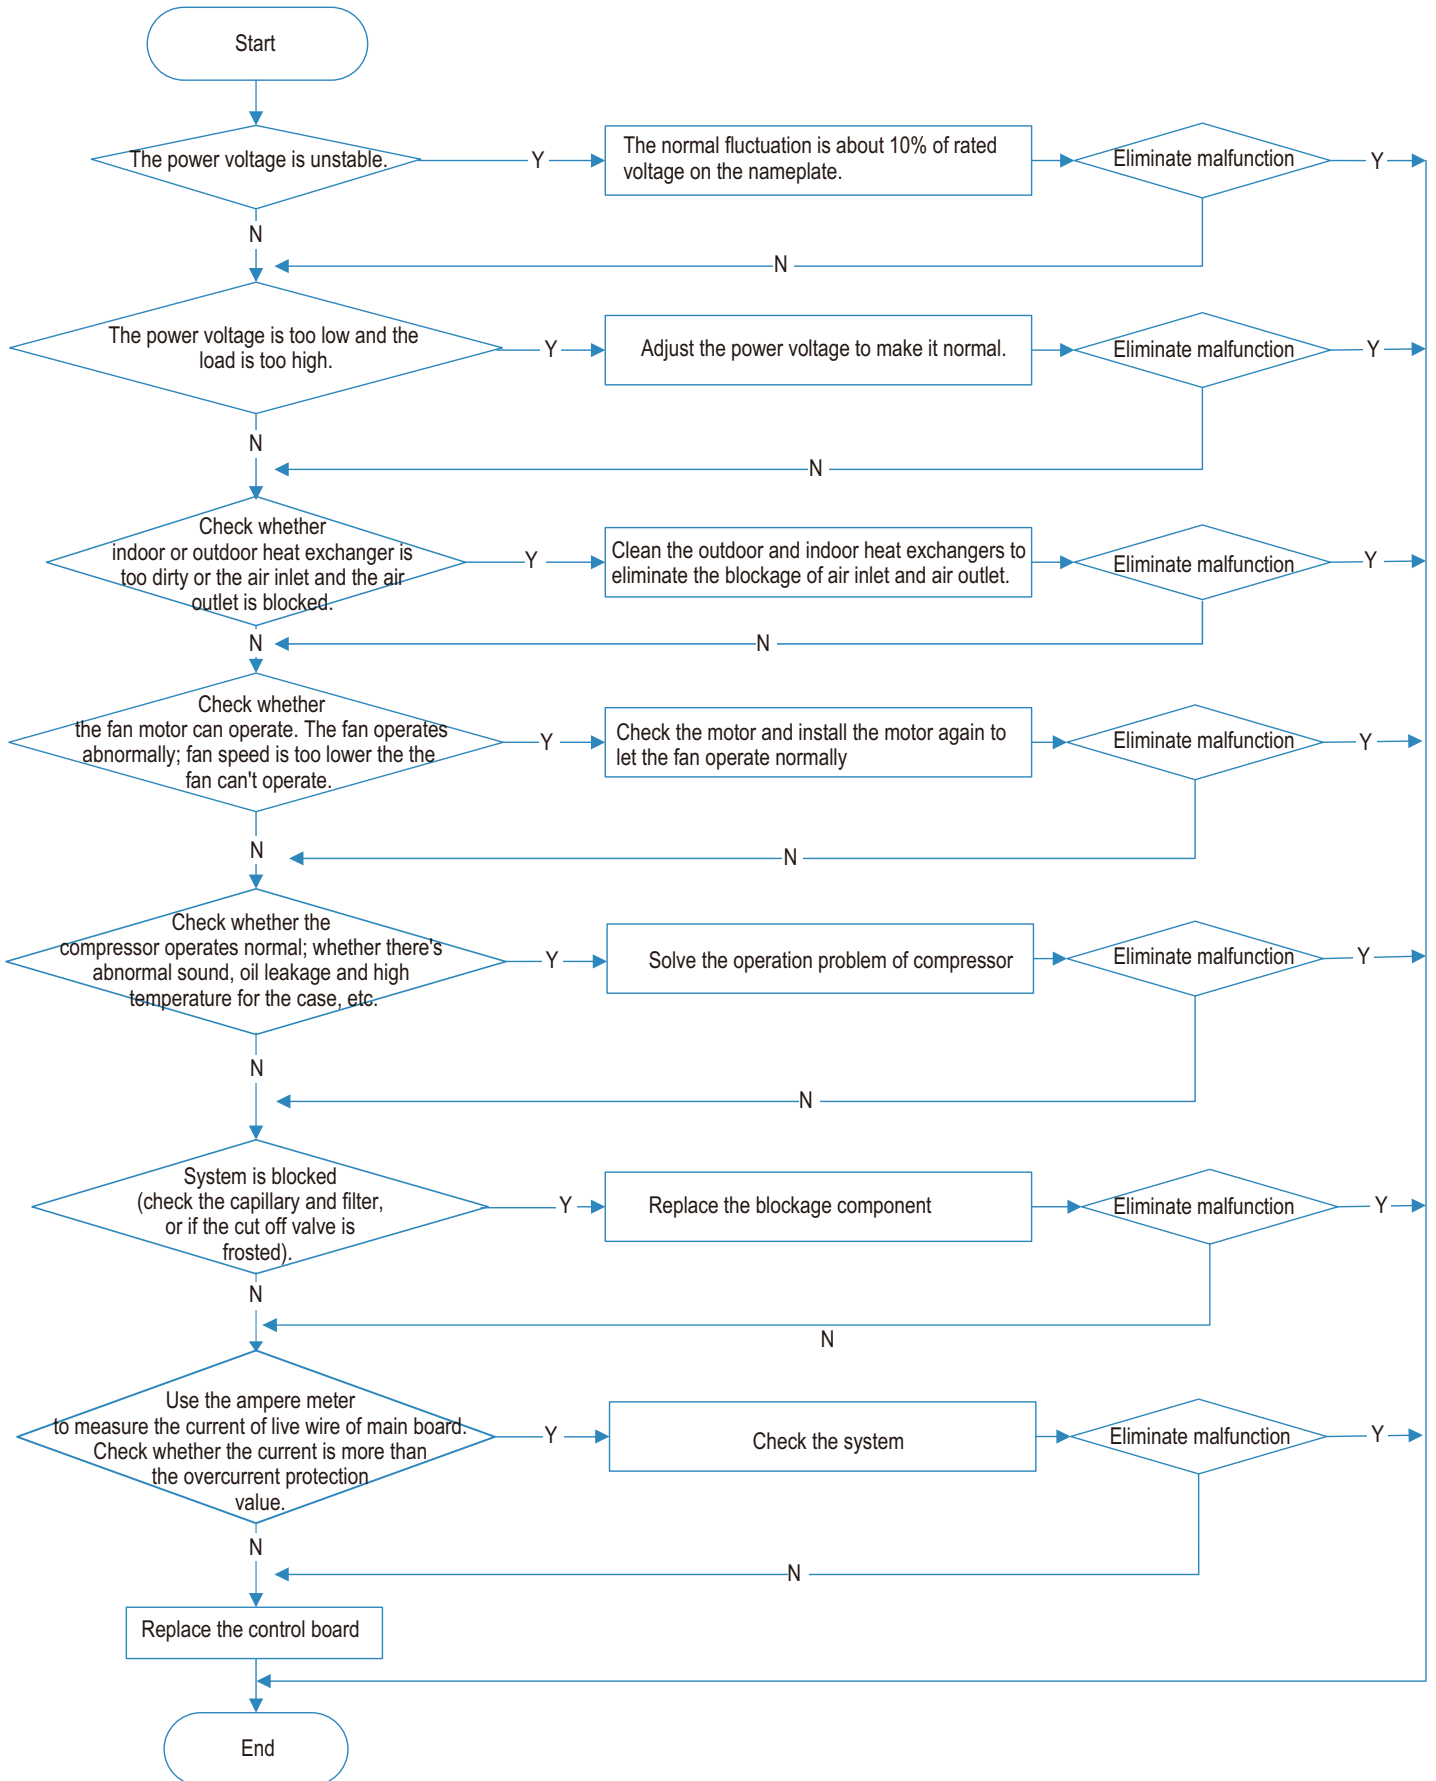 Start
The power voltage is unstable.
Y
The normal fluctuation is about 10% of rated
voltage on the nameplate.
Eliminate malfunction
Y
N
N
The power voltage is too low and the
load is too high.
Y
Adjust the power voltage to make it normal.
Eliminate malfunction
Y
N
N
Check whether
indoor or outdoor heat exchanger is
too dirty or the air inlet and the air
outlet is blocked.
Y
Clean the outdoor and indoor heat exchangers to
eliminate the blockage of air inlet and air outlet.
Eliminate malfunction
Y
N
N
Check whether
the fan motor can operate. The fan operates
abnormally; fan speed is too lower the the
fan can't operate.
Y
Check the motor and install the motor again to
let the fan operate normally
Eliminate malfunction
Y
N
N
Check whether the
compressor operates normal; whether there's
abnormal sound, oil leakage and high
temperature for the case, etc.
Y
Solve the operation problem of compressor
Eliminate malfunction
Y
N
N
System is blocked
(check the capillary and filter,
or if the cut off valve is
frosted).
Y
Replace the blockage component
Eliminate malfunction
Y
N
N
Use the ampere meter
to measure the current of live wire of main board.
Check whether the current is more than
the overcurrent protection
value.
Y
Check the system
Eliminate malfunction
Y
N
N
Replace the control board
End